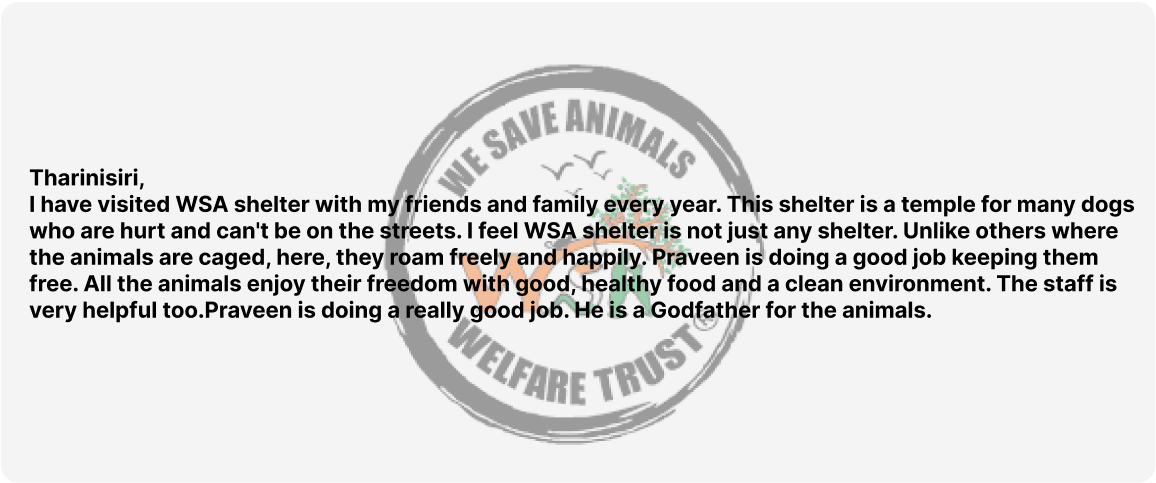 Tharinisiri,
I have visited WSA shelter with my friends and family every year. This shelter is a temple for many dogs
who are hurt and can't be on the streets. I feel WSA shelter is not just any shelter. Unlike others where
the animals are caged, here, they roam freely and happily. Praveen is doing a good job keeping them
free. All the animals enjoy their freedom with good, healthy food and a clean environment. The staff is
very helpful too.Praveen is doing a really good job. He is a Godfather for the animals.
WE SAVE ANIMALS
WSA
WELFARE TRUST®